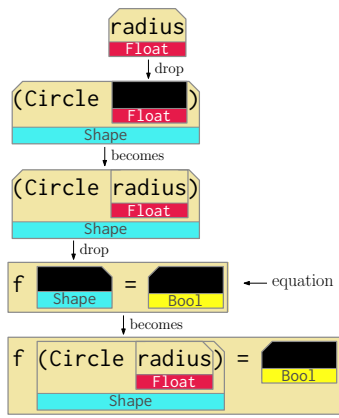 radius
Float
drop
(Circle )
Float
Shape
becomes
(Circle radius)
Float
Shape
drop
f =
Shape Bool
equation
becomes
f (Circle radius) =
Float Bool
Shape